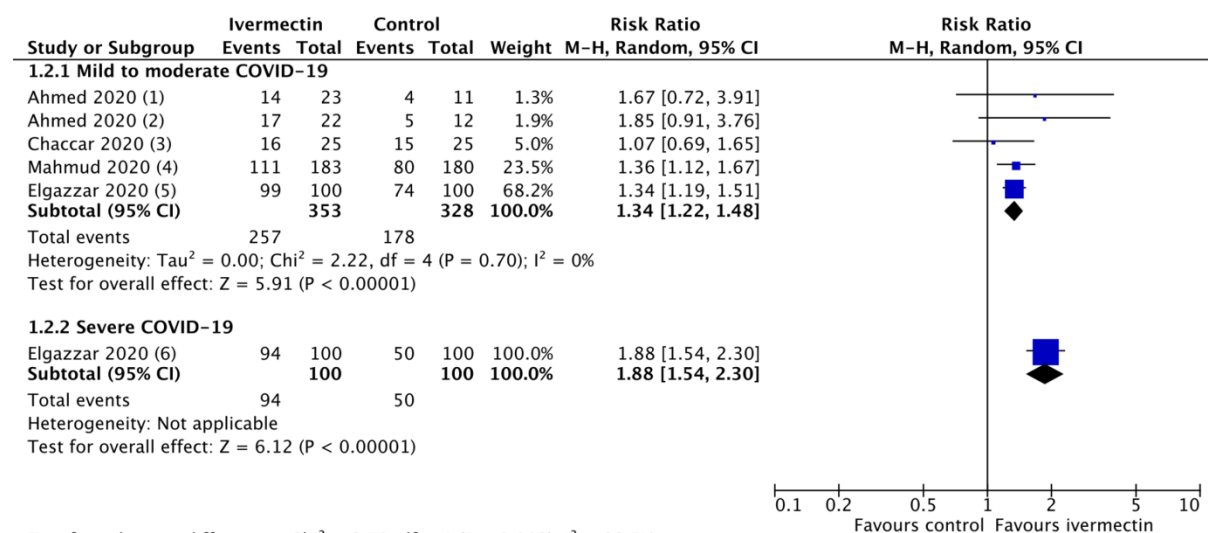 Ivermectin Control Risk Ratio Risk Ratio
Study or Subgroup Events Total Events Total Weight M-H, Random, 95% CI M-H, Random, 95% CI
1.2.1 Mild to moderate COVID-19
Ahmed 2020 (1) 14 23 4 11 1.3% 1.67 [0.72, 3.91]
Ahmed 2020 (2) 17 22 5 12 1.9% 1.85 [0.91, 3.76]
Chaccar 2020 (3) 16 25 15 25 5.0% 1.07 [0.69, 1.65]
Mahmud 2020 (4) 111 183 80 180 23.5% 1.36 [1.12, 1.67]
Elgazzar 2020 (5) 99 100 74 100 68.2% 1.34 [1.19, 1.51]
Subtotal (95% CI) 353 328 100.0% 1.34 [1.22, 1.48]
Total events 257 178
Heterogeneity: Tau² = 0.00; Chi² = 2.22, df = 4 (P = 0.70); I² = 0%
Test for overall effect: Z = 5.91 (P < 0.00001)
1.2.2 Severe COVID-19
Elgazzar 2020 (6) 94 100 50 100 100.0% 1.88 [1.54, 2.30]
Subtotal (95% CI) 100 100 100.0% 1.88 [1.54, 2.30]
Total events 94 50
Heterogeneity: Not applicable
Test for overall effect: Z = 6.12 (P < 0.00001)
0.1 0.2 0.5 1 2 5 10
Favours control Favours ivermectin